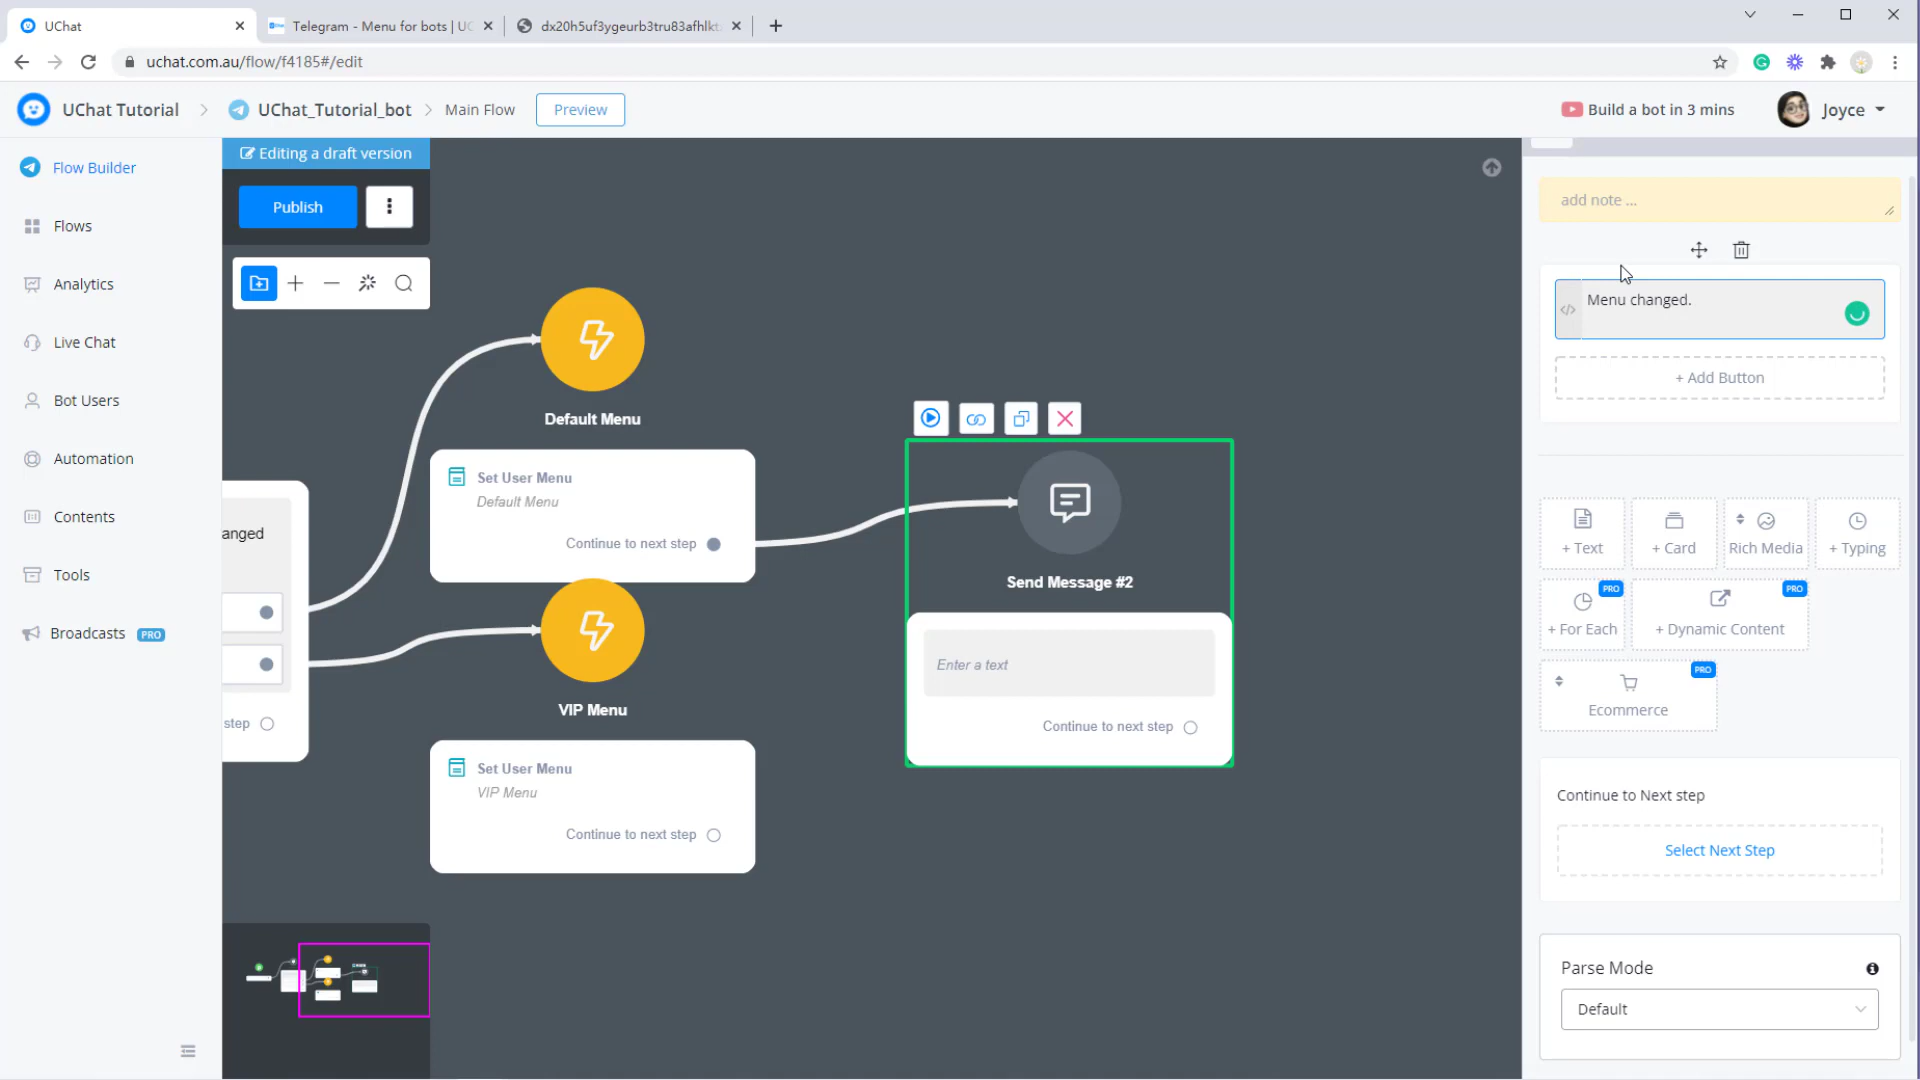 UChat
Telegram - Menu for bots | UC
dx20h5uf3ygeurb3tru83afhlkt
uchat.com.au/flow/f4185#/edit
UChat Tutorial
UChat_Tutorial_bot
Main Flow
Preview
Build a bot in 3 mins
Joyce
Flow Builder
Flows
Analytics
Live Chat
Bot Users
Automation
Contents
Tools
Broadcasts PRO
Editing a draft version
Publish
anged
step
Default Menu
Set User Menu
Default Menu
Continue to next step
VIP Menu
Set User Menu
VIP Menu
Continue to next step
Send Message #2
Enter a text
Continue to next step
add note ...
Menu changed.
+ Add Button
+ Text
+ Card
Rich Media
+ Typing
PRO
+ For Each
PRO
+ Dynamic Content
PRO
Ecommerce
Continue to Next step
Select Next Step
Parse Mode
Default